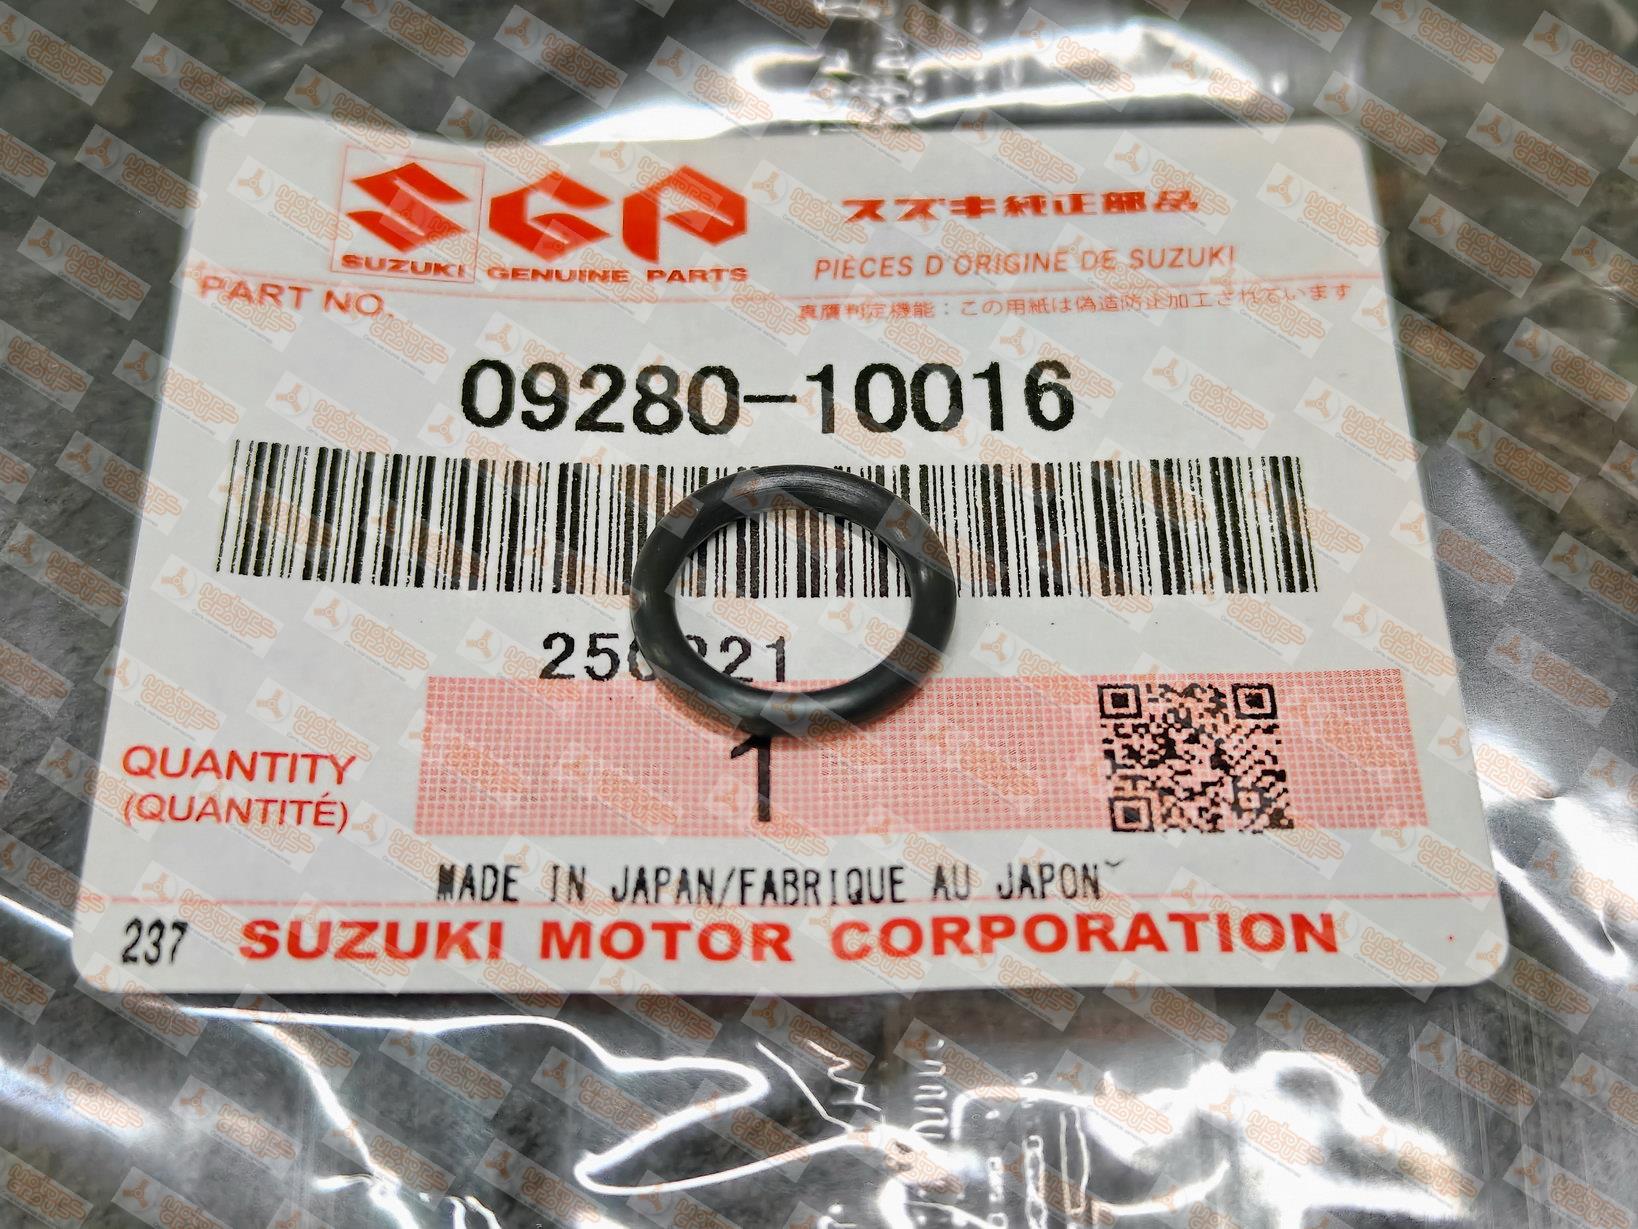 SGP
SUZUKI GENUINE PARTS
スズキ純正部品
PIÈCES D'ORIGINE DE SUZUKI
PART NO.
真贋判定機能：この用紙は偽造防止加工されています
09280-10016
QUANTITY
1
(QUANTITÉ)
MADE IN JAPAN/FABRIQUE AU JAPON
237 SUZUKI MOTOR CORPORATION